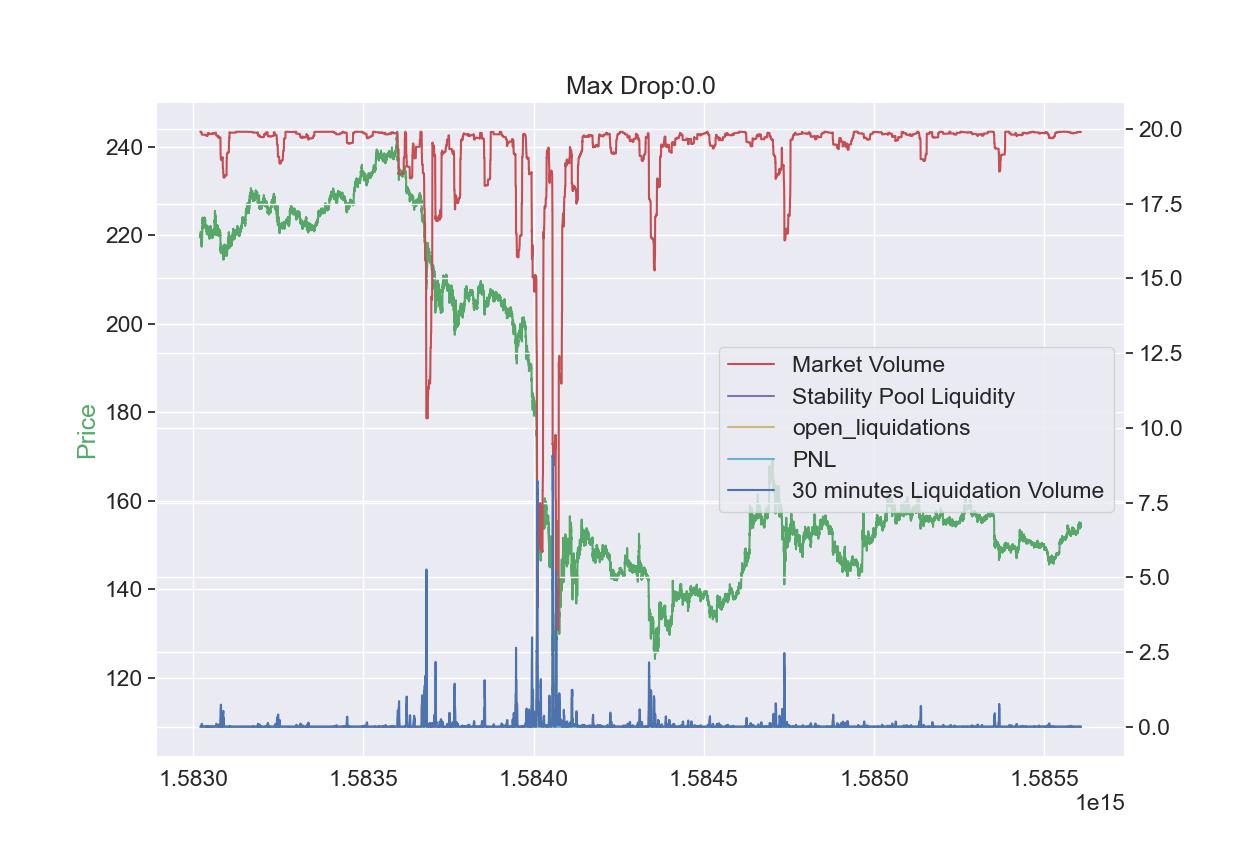 Max Drop:0.0
Price
240
220
200
180
160
140
120
20.0
17.5
15.0
12.5
10.0
7.5
5.0
2.5
0.0
Market Volume
Stability Pool Liquidity
open_liquidations
PNL
30 minutes Liquidation Volume
1.5830 1.5835 1.5840 1.5845 1.5850 1.5855
1e15